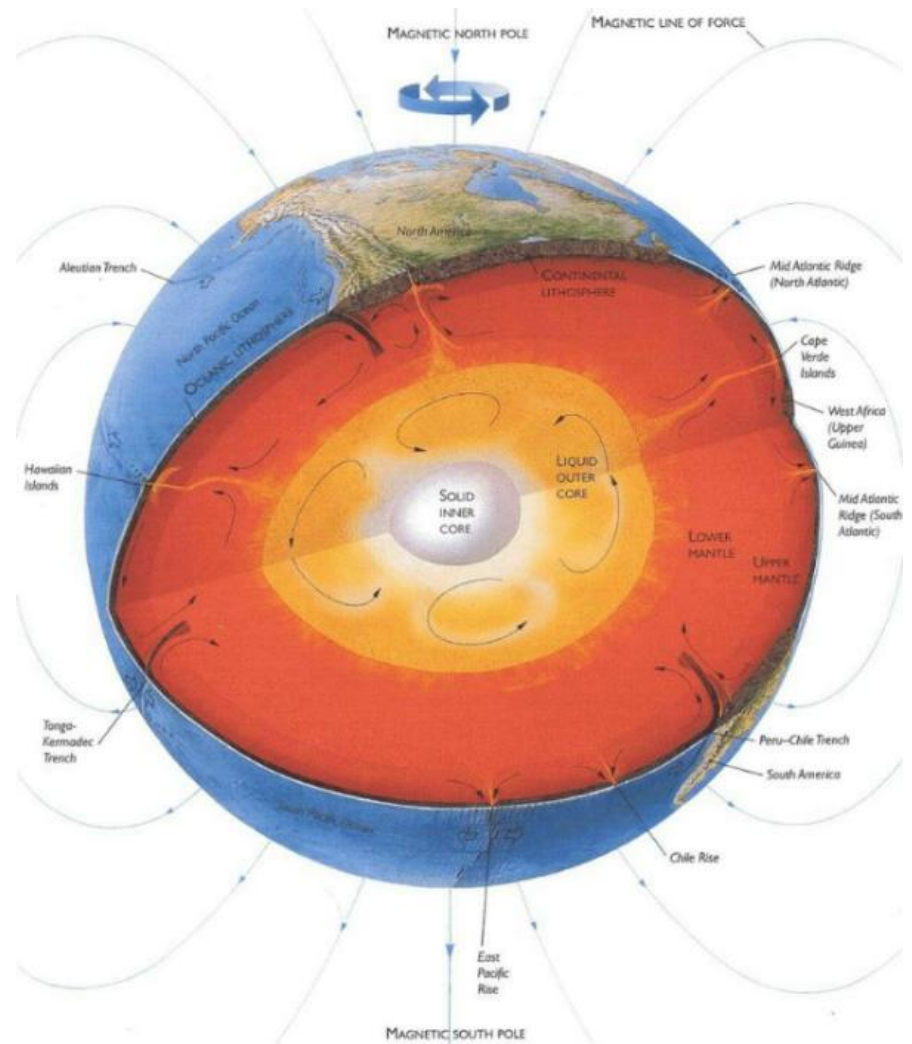 MAGNETIC LINE OF FORCE
MAGNETIC NORTH POLE
North America
Aleutian Trench
CONTINENTAL
LITHOSPHERE
Mid Atlantic Ridge
(North Atlantic)
North Pacific Ocean
OCEANIC LITHOSPHERE
Cape
Verde
Islands
West Africa
(Upper
Guinea)
Hawaiian
Islands
LIQUID
OUTER
CORE
SOLID
INNER
CORE
Mid Atlantic
Ridge (South
Atlantic)
LOWER
MANTLE
UPPER
MANTLE
Tonga-
Kermadec
Trench
Peru–Chile Trench
South America
Pacific Ocean
Chile Rise
East
Pacific
Rise
MAGNETIC SOUTH POLE